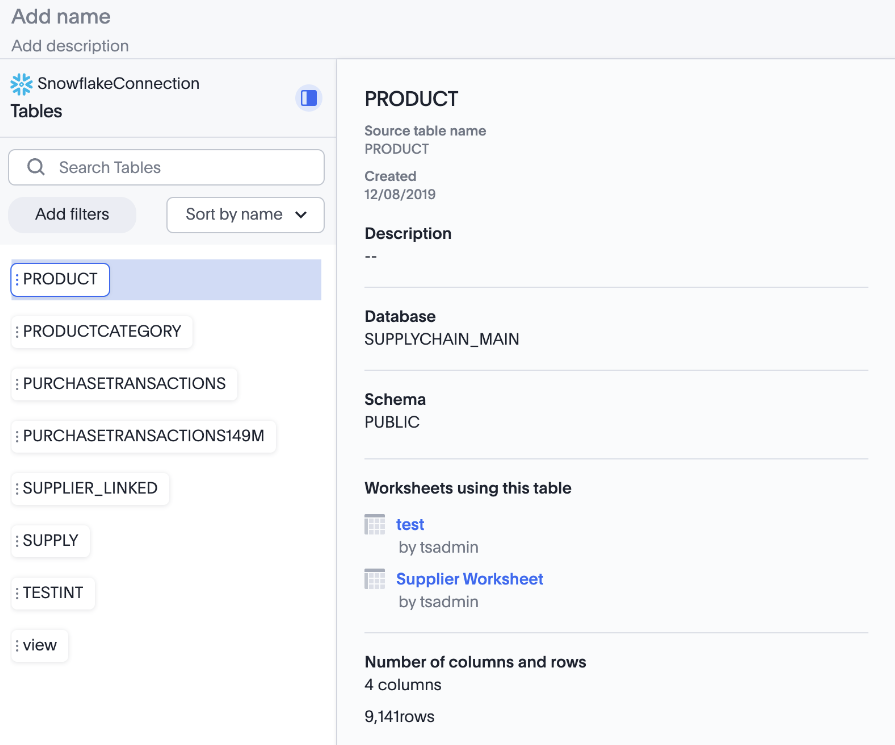 Add name
Add description
SnowflakeConnection
Tables
Search Tables
Add filters
Sort by name
PRODUCT
PRODUCTCATEGORY
PURCHASETRANSACTIONS
PURCHASETRANSACTIONS149M
SUPPLIER_LINKED
SUPPLY
TESTINT
view
PRODUCT
Source table name
PRODUCT
Created
12/08/2019
Description
--
Database
SUPPLYCHAIN_MAIN
Schema
PUBLIC
Worksheets using this table
test
by tsadmin
Supplier Worksheet
by tsadmin
Number of columns and rows
4 columns
9,141rows